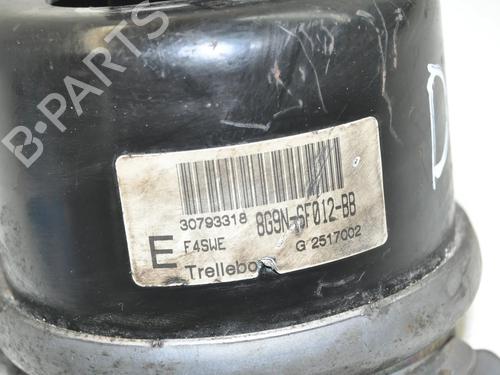 B-PARTS
30793318 8G9N-6F012-BB
E F4SWE G 2517002
Trellebo
D